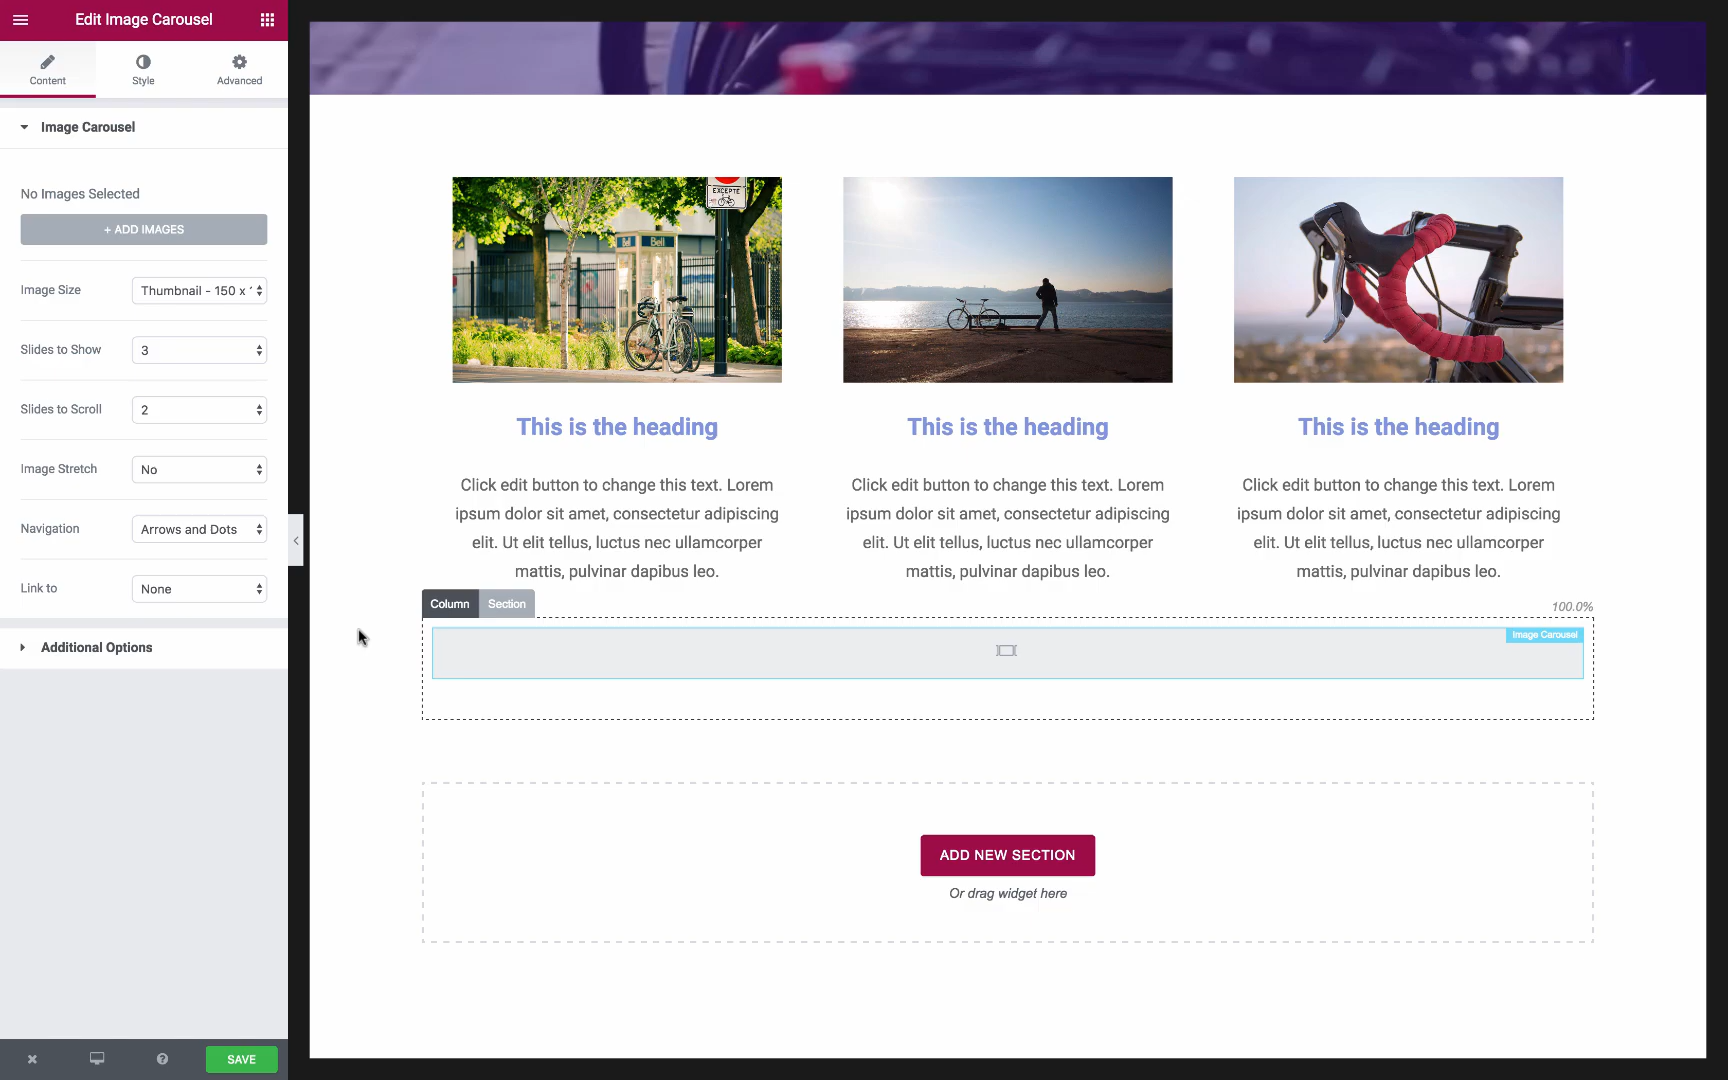 Edit Image Carousel
Content
Style
Advanced
Image Carousel
No Images Selected
+ ADD IMAGES
Image Size
Thumbnail - 150 x
Slides to Show
3
Slides to Scroll
2
Image Stretch
No
Navigation
Arrows and Dots
Link to
None
Additional Options
SAVE
EXCEPTÉ
Bell
Bell
This is the heading
Click edit button to change this text. Lorem
ipsum dolor sit amet, consectetur adipiscing
elit. Ut elit tellus, luctus nec ullamcorper
mattis, pulvinar dapibus leo.
This is the heading
Click edit button to change this text. Lorem
ipsum dolor sit amet, consectetur adipiscing
elit. Ut elit tellus, luctus nec ullamcorper
mattis, pulvinar dapibus leo.
This is the heading
Click edit button to change this text. Lorem
ipsum dolor sit amet, consectetur adipiscing
elit. Ut elit tellus, luctus nec ullamcorper
mattis, pulvinar dapibus leo.
Column
Section
100.0%
Image Carousel
ADD NEW SECTION
Or drag widget here